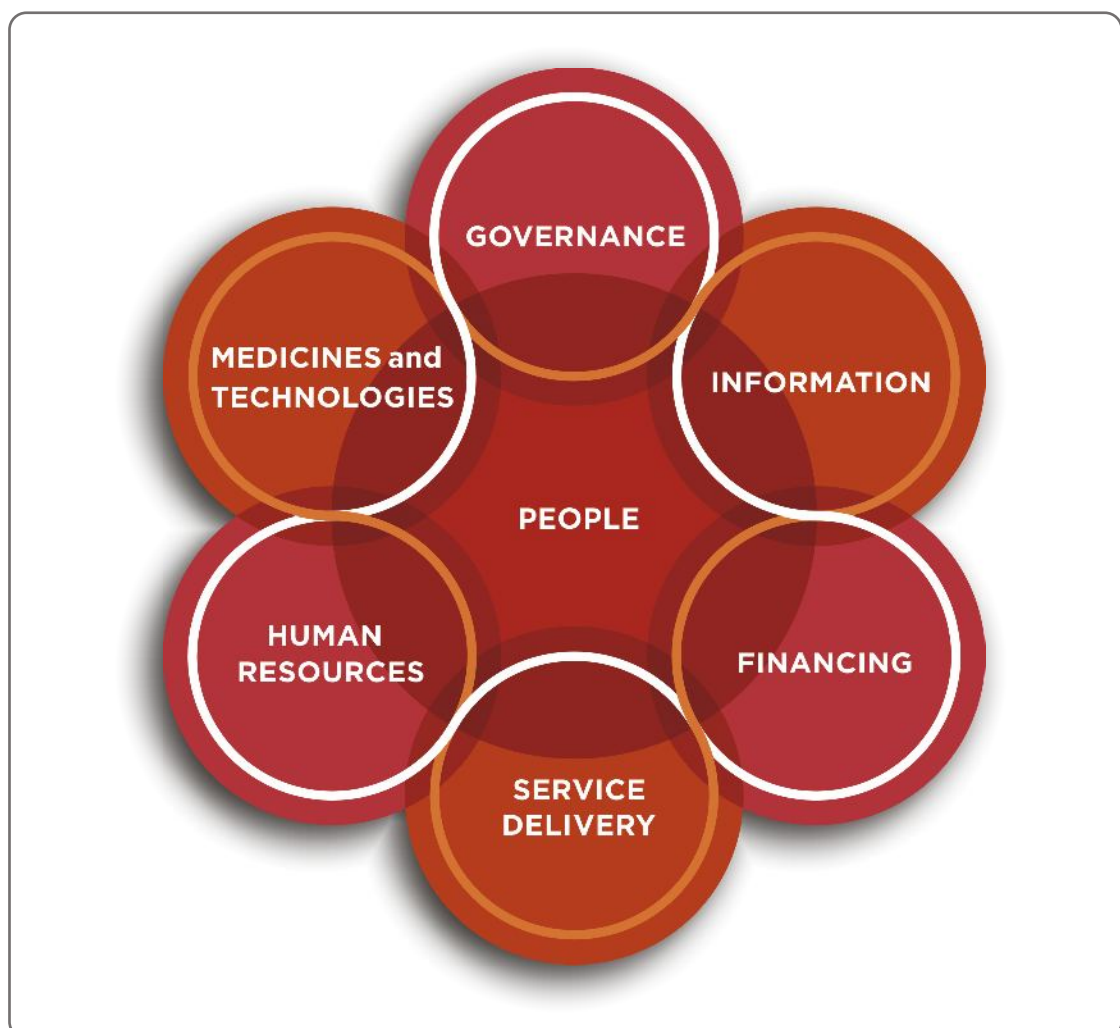 GOVERNANCE
MEDICINES and
TECHNOLOGIES
INFORMATION
PEOPLE
HUMAN
RESOURCES
FINANCING
SERVICE
DELIVERY